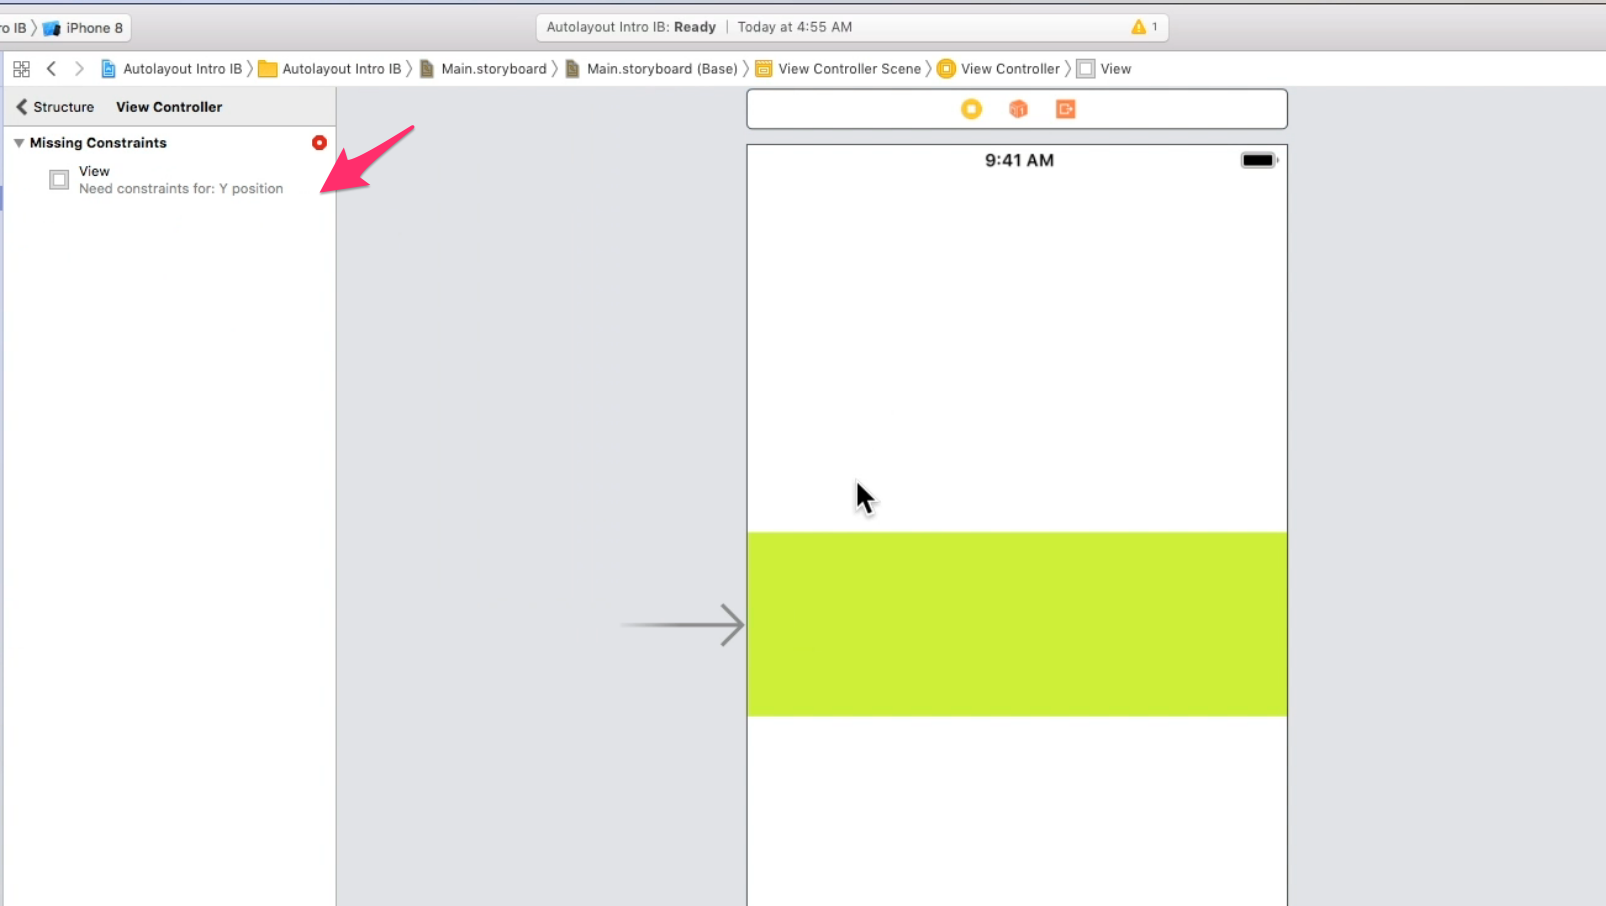 ro IB iPhone 8
Autolayout Intro IB: Ready | Today at 4:55 AM
1
Autolayout Intro IB Autolayout Intro IB Main.storyboard Main.storyboard (Base) View Controller Scene View Controller View
Structure View Controller
Missing Constraints
View
Need constraints for: Y position
9:41 AM